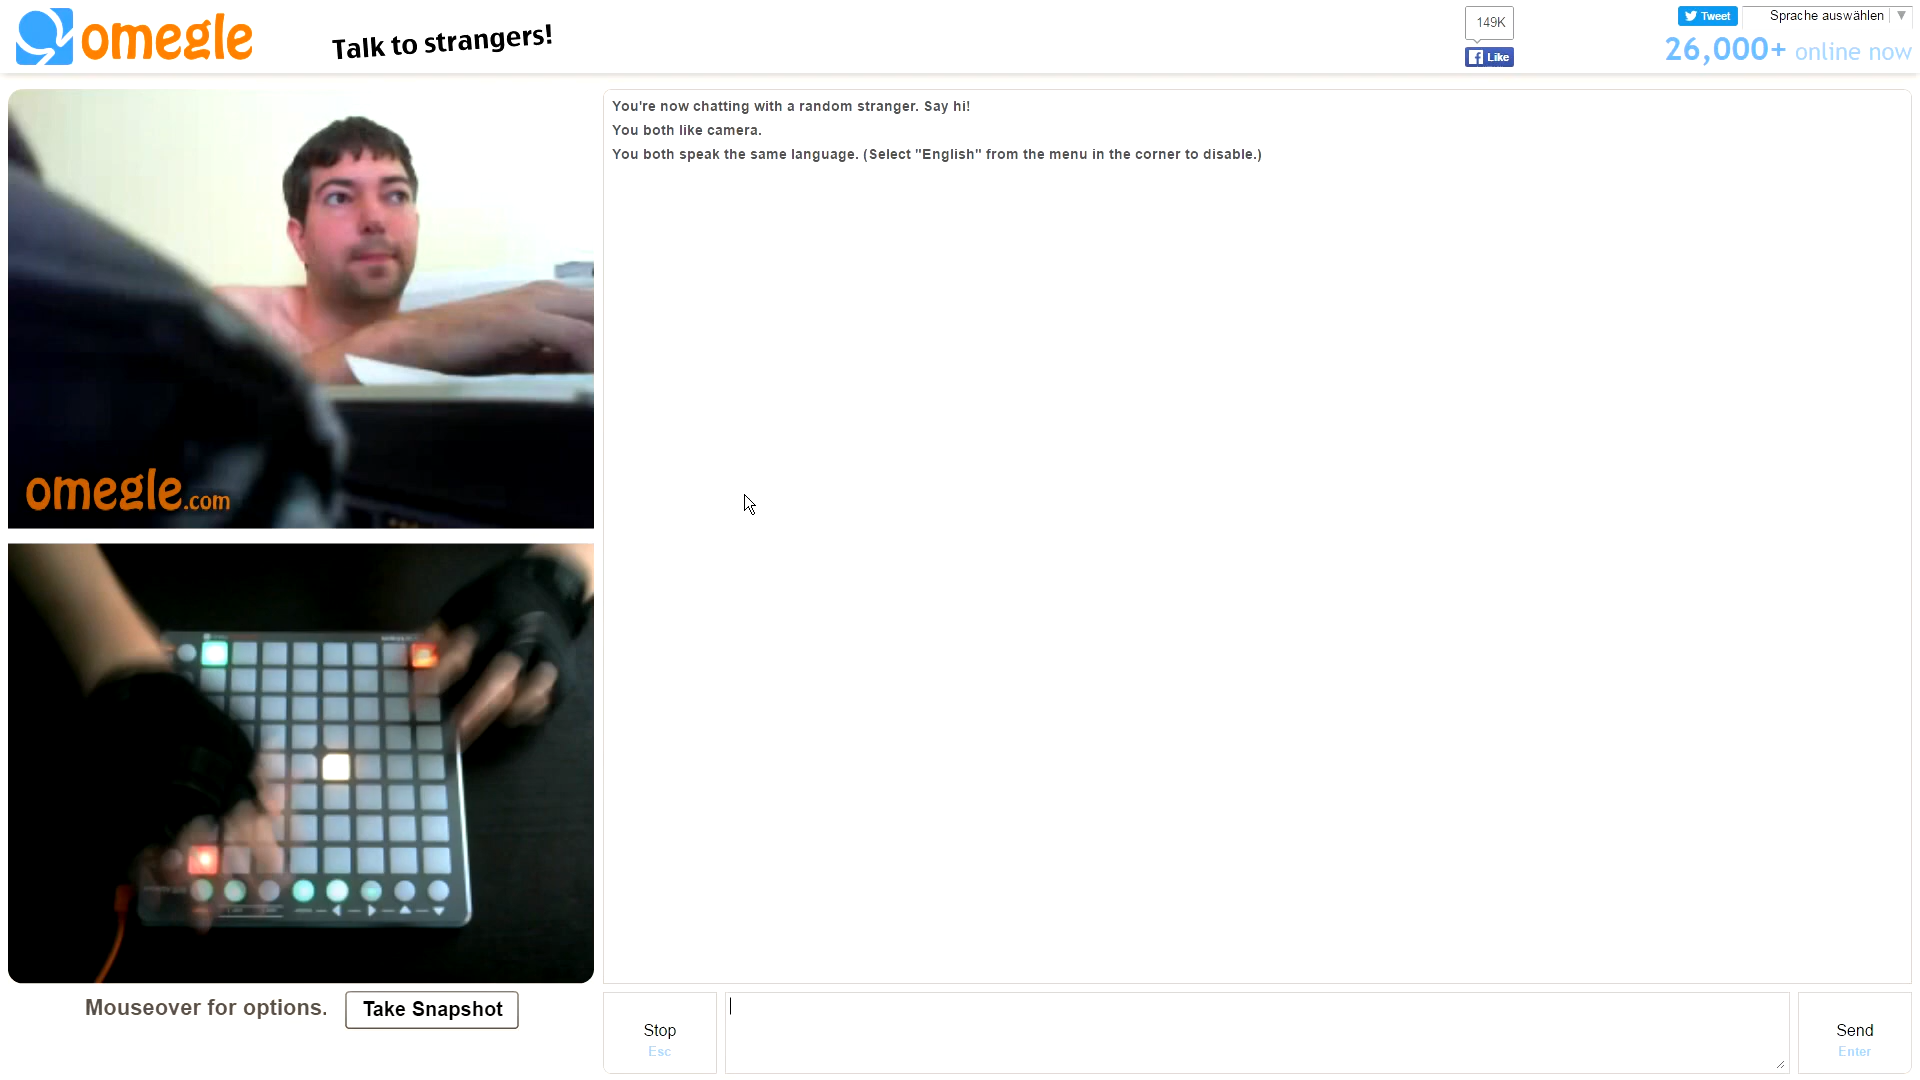 omegle
Talk to strangers!
149K
Like
Tweet
Sprache auswählen
26,000+ online now
omegle.com
You're now chatting with a random stranger. Say hi!
You both like camera.
You both speak the same language. (Select "English" from the menu in the corner to disable.)
Mouseover for options.
Take Snapshot
Stop
Esc
Send
Enter